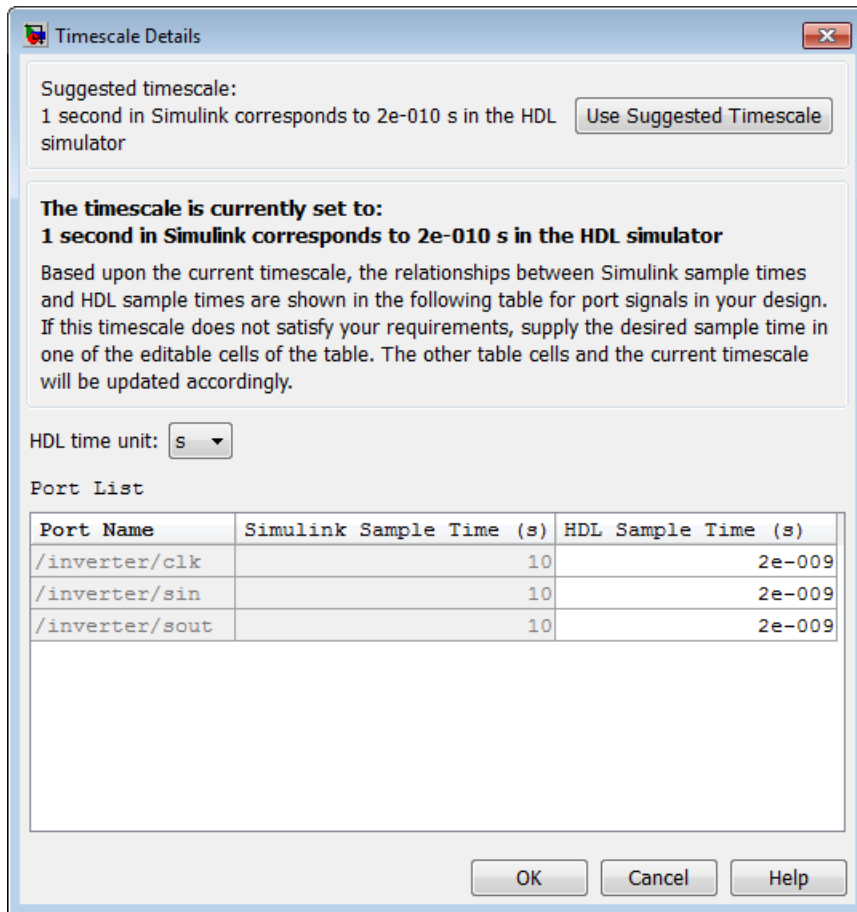 Timescale Details
Suggested timescale:
1 second in Simulink corresponds to 2e-010 s in the HDL
simulator
Use Suggested Timescale
The timescale is currently set to:
1 second in Simulink corresponds to 2e-010 s in the HDL simulator
Based upon the current timescale, the relationships between Simulink sample times
and HDL sample times are shown in the following table for port signals in your design.
If this timescale does not satisfy your requirements, supply the desired sample time in
one of the editable cells of the table. The other table cells and the current timescale
will be updated accordingly.
HDL time unit: s
Port List
Port Name Simulink Sample Time (s) HDL Sample Time (s)
/inverter/clk 10 2e-009
/inverter/sin 10 2e-009
/inverter/sout 10 2e-009
OK Cancel Help